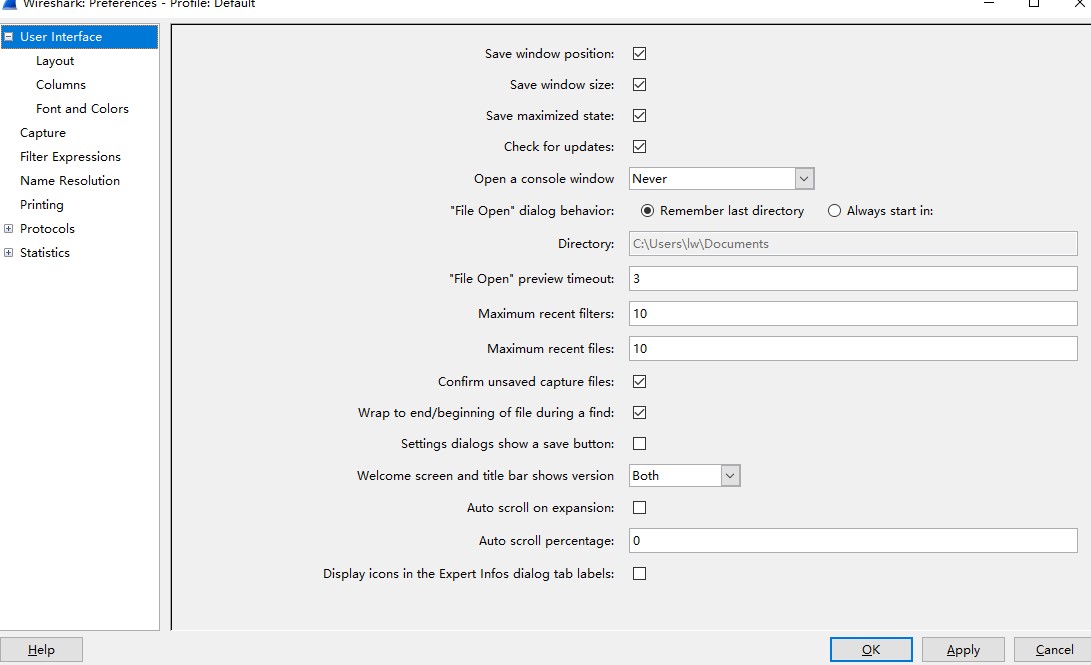 Wireshark: Preferences - Profile: Default
User Interface
Layout
Columns
Font and Colors
Capture
Filter Expressions
Name Resolution
Printing
Protocols
Statistics
Save window position:
Save window size:
Save maximized state:
Check for updates:
Open a console window Never
"File Open" dialog behavior: Remember last directory Always start in:
Directory: C:\Users\lw\Documents
"File Open" preview timeout: 3
Maximum recent filters: 10
Maximum recent files: 10
Confirm unsaved capture files:
Wrap to end/beginning of file during a find:
Settings dialogs show a save button:
Welcome screen and title bar shows version Both
Auto scroll on expansion:
Auto scroll percentage: 0
Display icons in the Expert Infos dialog tab labels:
Help OK Apply Cancel